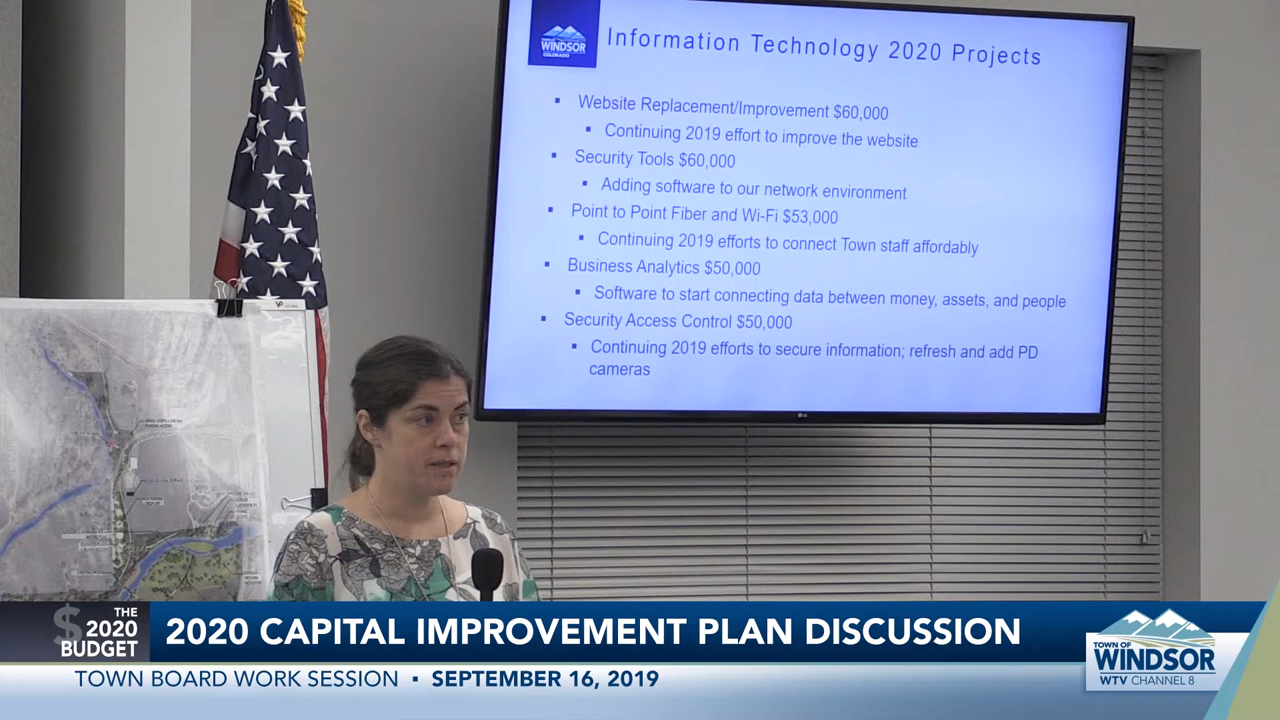 WINDSOR
COLORADO
Information Technology 2020 Projects
▪ Website Replacement/Improvement $60,000
▪ Continuing 2019 effort to improve the website
▪ Security Tools $60,000
▪ Adding software to our network environment
▪ Point to Point Fiber and Wi-Fi $53,000
▪ Continuing 2019 efforts to connect Town staff affordably
▪ Business Analytics $50,000
▪ Software to start connecting data between money, assets, and people
▪ Security Access Control $50,000
▪ Continuing 2019 efforts to secure information; refresh and add PD
cameras
LG
$ THE
2020
BUDGET
2020 CAPITAL IMPROVEMENT PLAN DISCUSSION
TOWN BOARD WORK SESSION ▪ SEPTEMBER 16, 2019
TOWN OF
WINDSOR
WTV CHANNEL 8